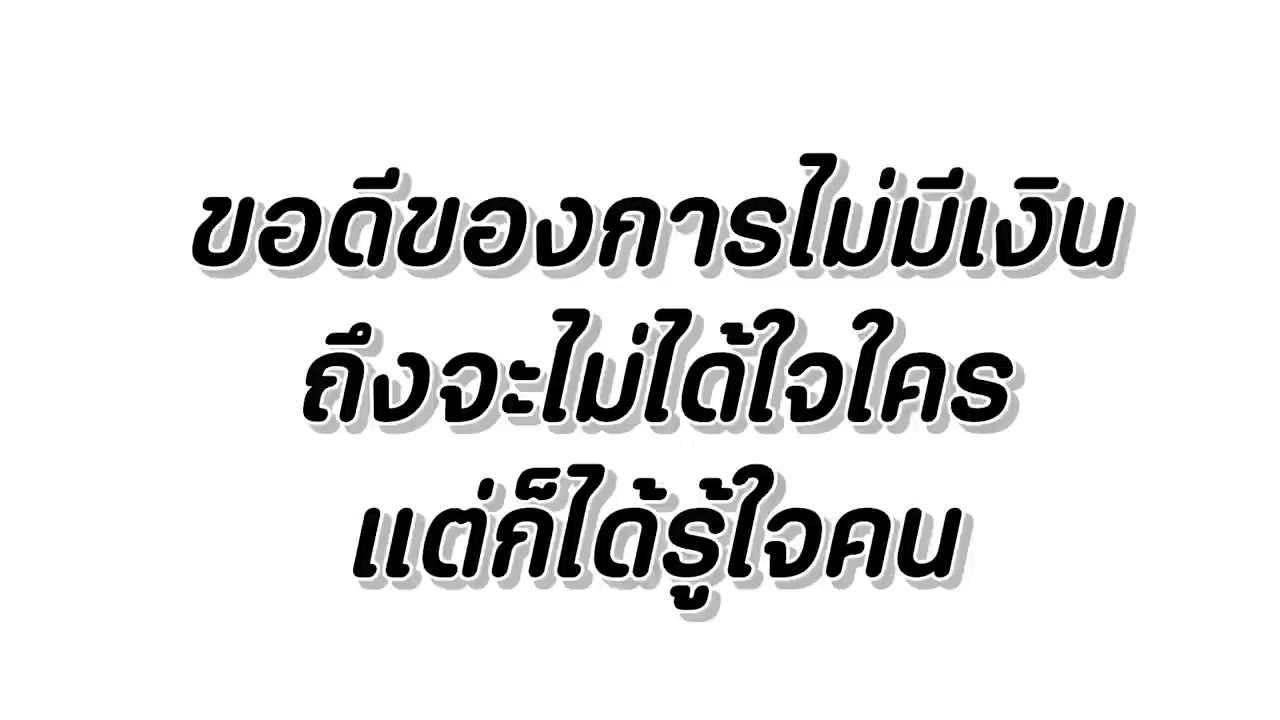 ขอดีของการไม่มีเงิน
ถึงจะไม่ได้ใจใคร
แต่ก็ได้รู้ใจคน